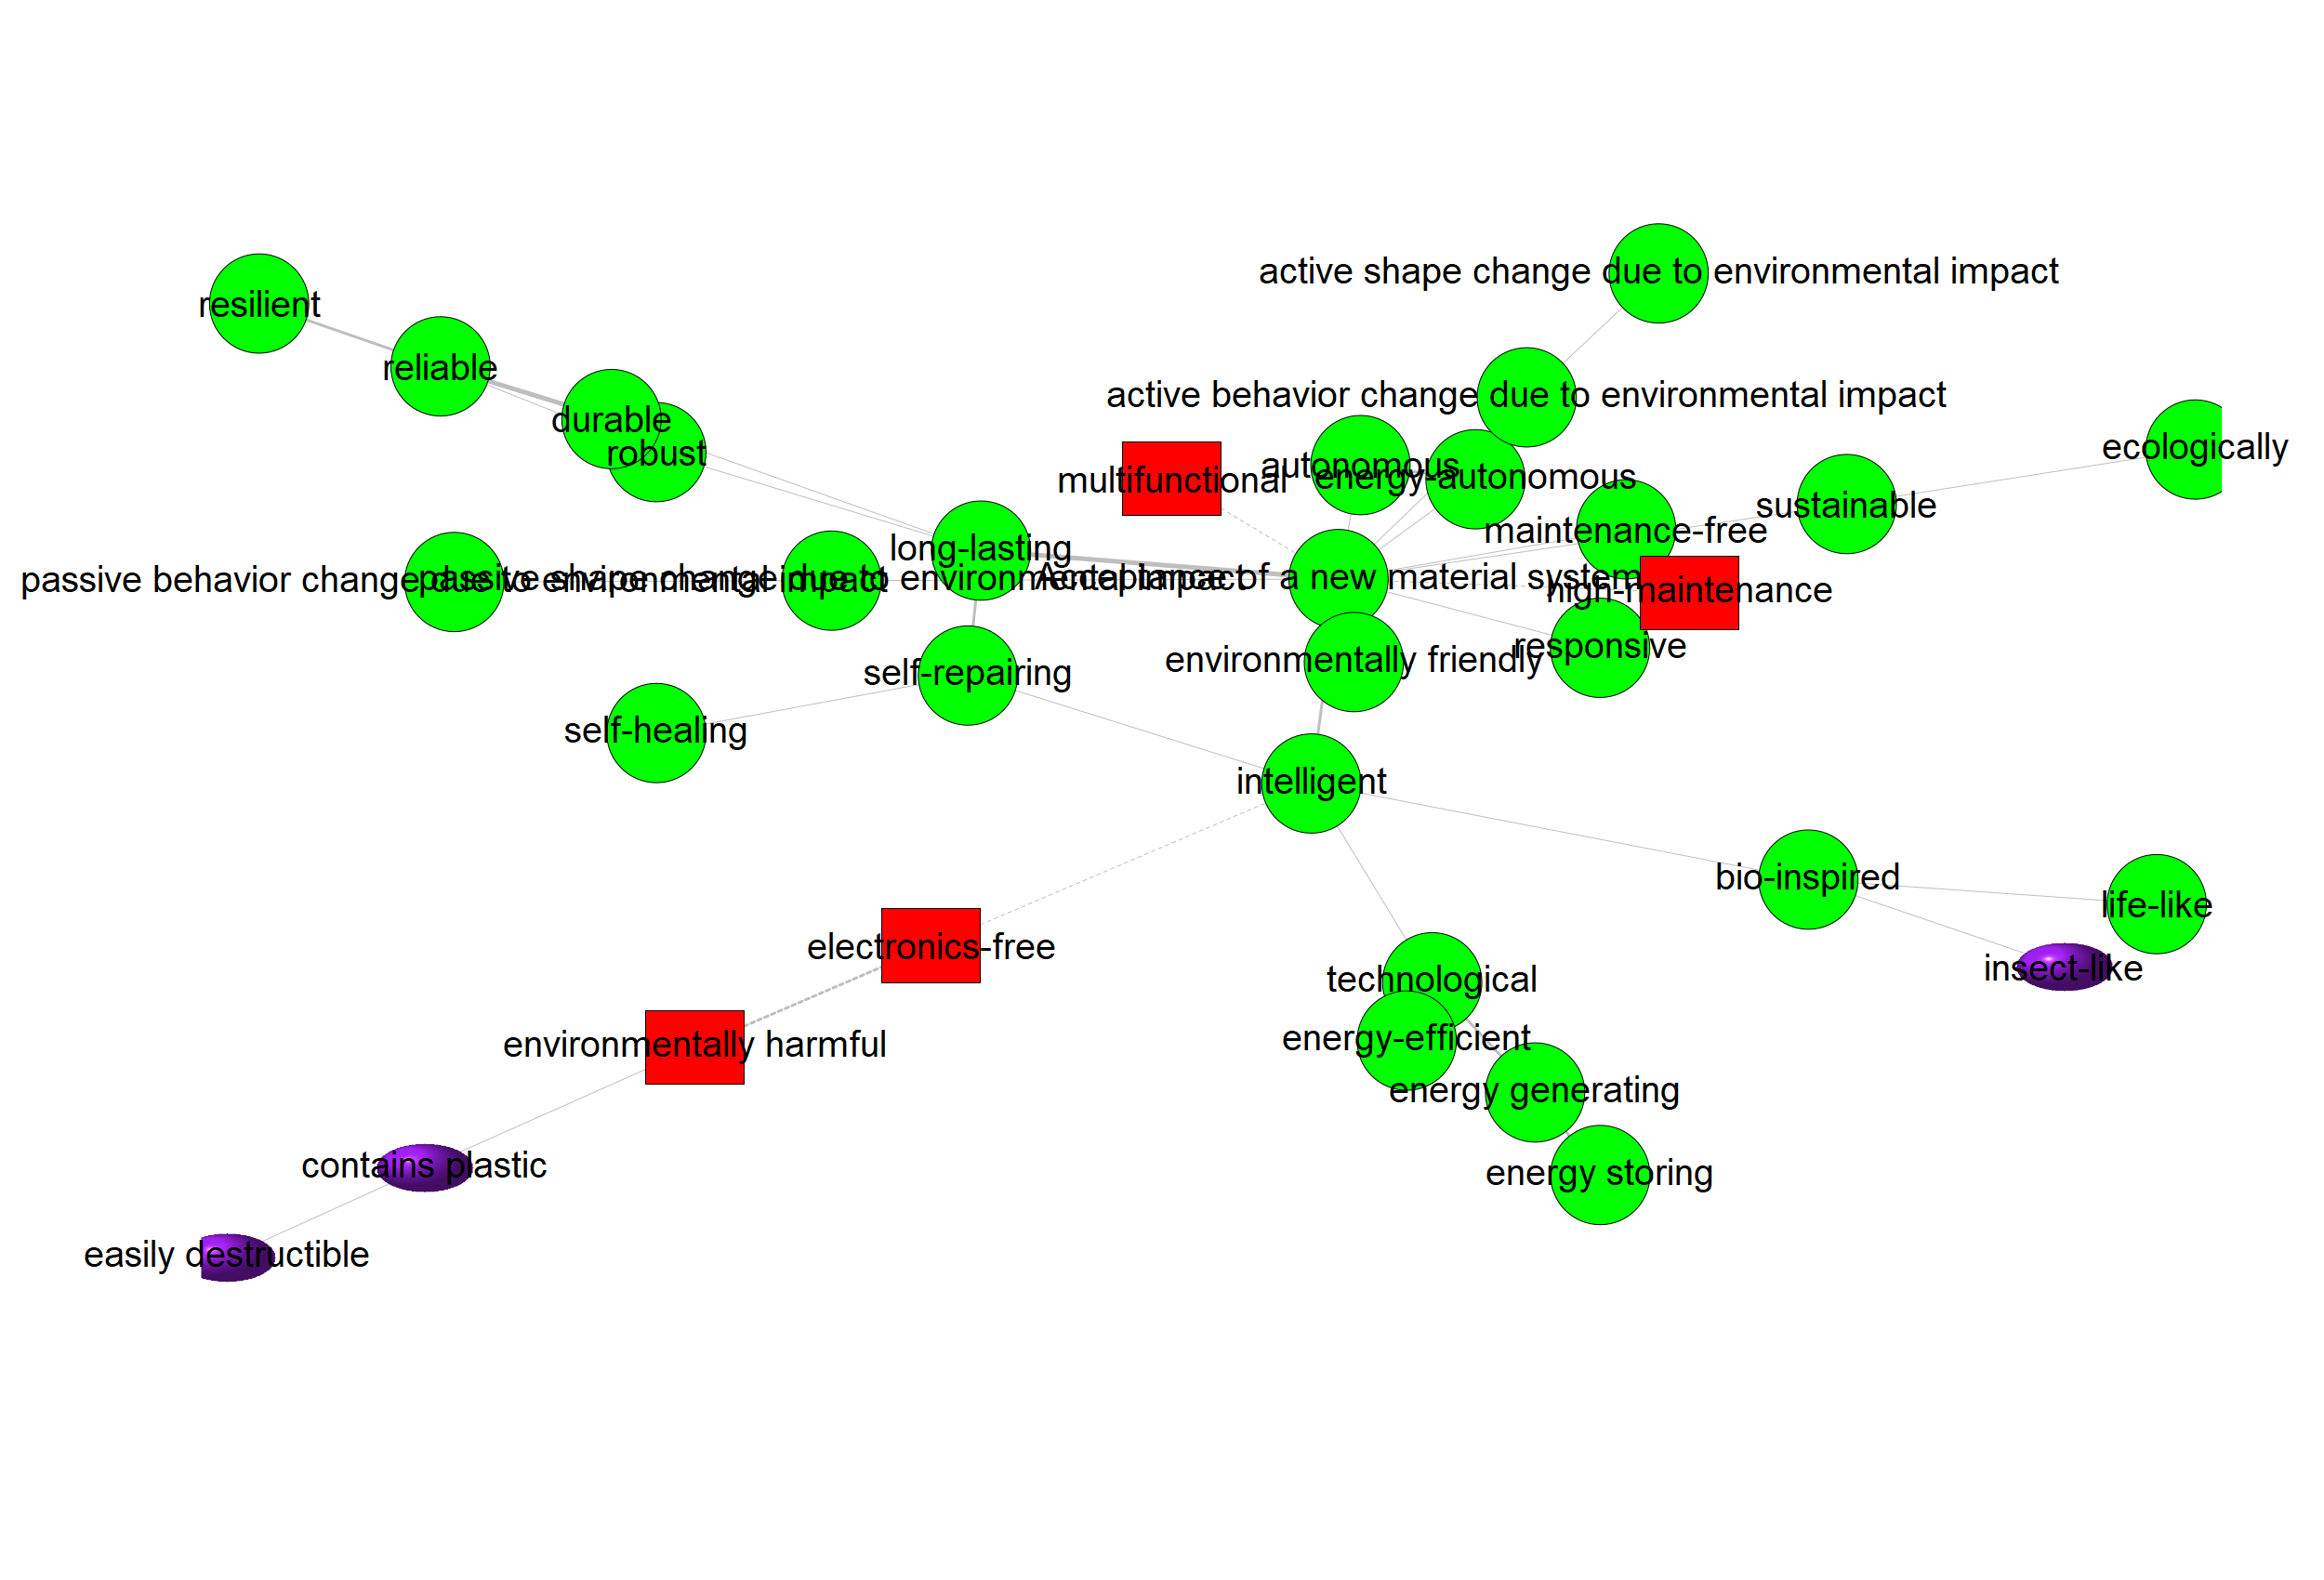 active shape change due to environmental impact
resilient
reliable
active behavior change due to environmental impact
durable
robust
ecologically
autonomous
multifunctional
energy-autonomous
sustainable
maintenance-free
long-lasting
passive behavior change due to environmental impact
passive shape change due to environmental impact
Acceptance of a new material system
high-maintenance
responsive
environmentally friendly
self-repairing
self-healing
intelligent
bio-inspired
life-like
electronics-free
insect-like
technological
energy-efficient
environmentally harmful
energy generating
contains plastic
energy storing
easily destructible